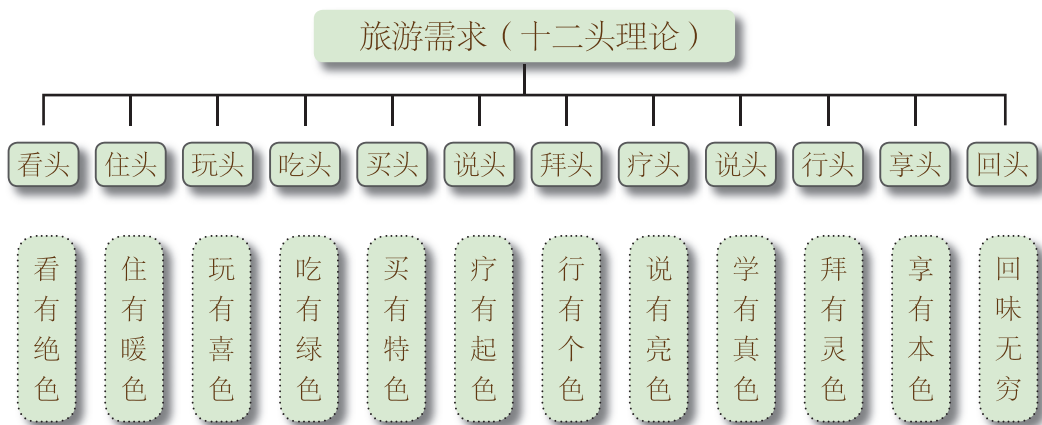 旅游需求（十二头理论）
看头
住头
玩头
吃头
买头
说头
拜头
疗头
说头
行头
享头
回头
看有绝色
住有暖色
玩有喜色
吃有绿色
买有特色
疗有起色
行有个色
说有亮色
学有真色
拜有灵色
享有本色
回味无穷